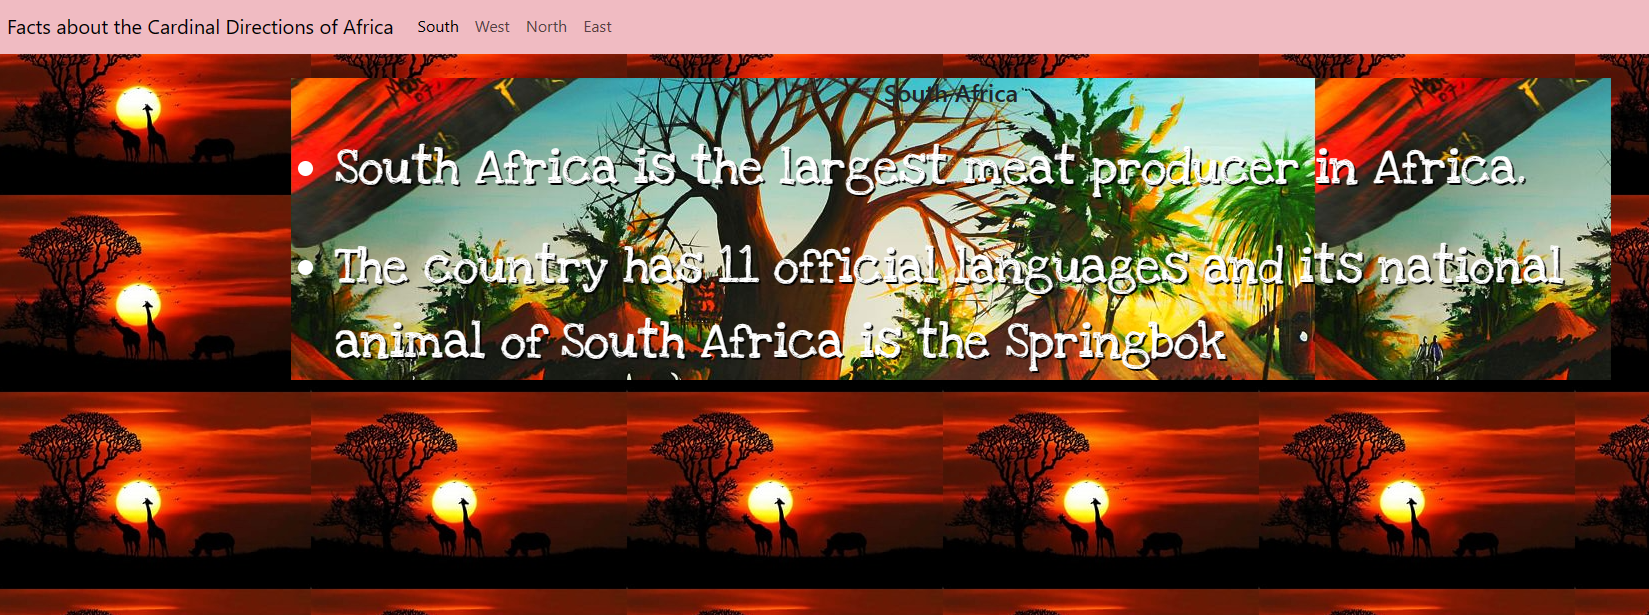 Facts about the Cardinal Directions of Africa South West North East
South Africa
• South Africa is the largest meat producer in Africa.
• The country has 11 official languages and its national
animal of South Africa is the Springbok